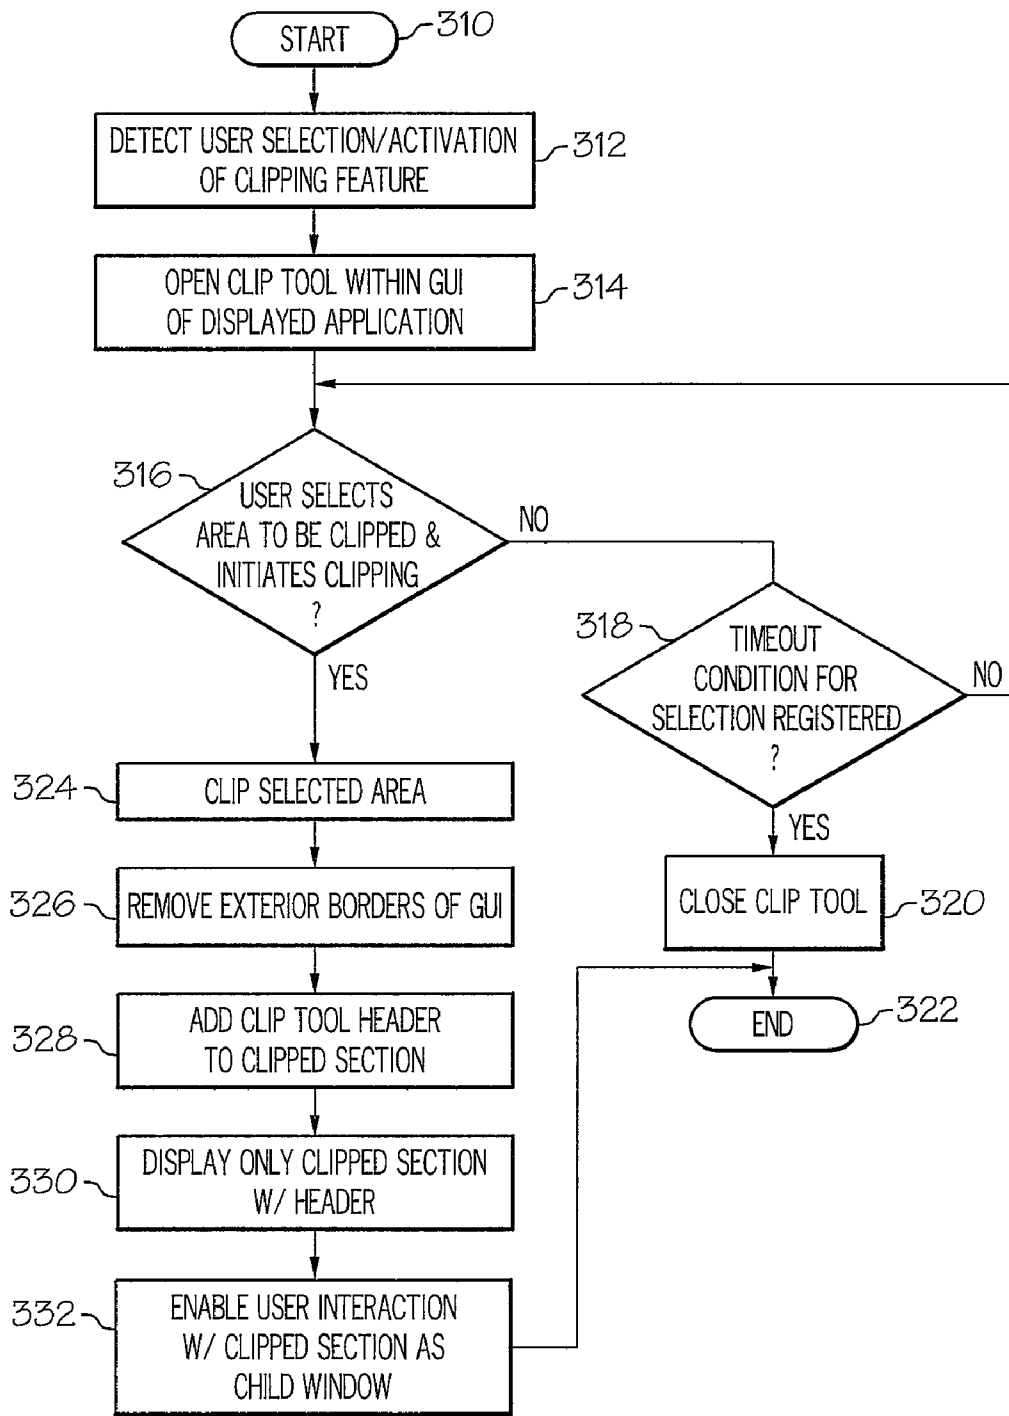 START
310
DETECT USER SELECTION/ACTIVATION
OF CLIPPING FEATURE
312
OPEN CLIP TOOL WITHIN GUI
OF DISPLAYED APPLICATION
314
316
USER SELECTS
AREA TO BE CLIPPED &
INITIATES CLIPPING
?
NO
YES
318
TIMEOUT
CONDITION FOR
SELECTION REGISTERED
?
NO
YES
324
CLIP SELECTED AREA
326
REMOVE EXTERIOR BORDERS OF GUI
CLOSE CLIP TOOL
320
328
ADD CLIP TOOL HEADER
TO CLIPPED SECTION
END
322
330
DISPLAY ONLY CLIPPED SECTION
W/ HEADER
332
ENABLE USER INTERACTION
W/ CLIPPED SECTION AS
CHILD WINDOW